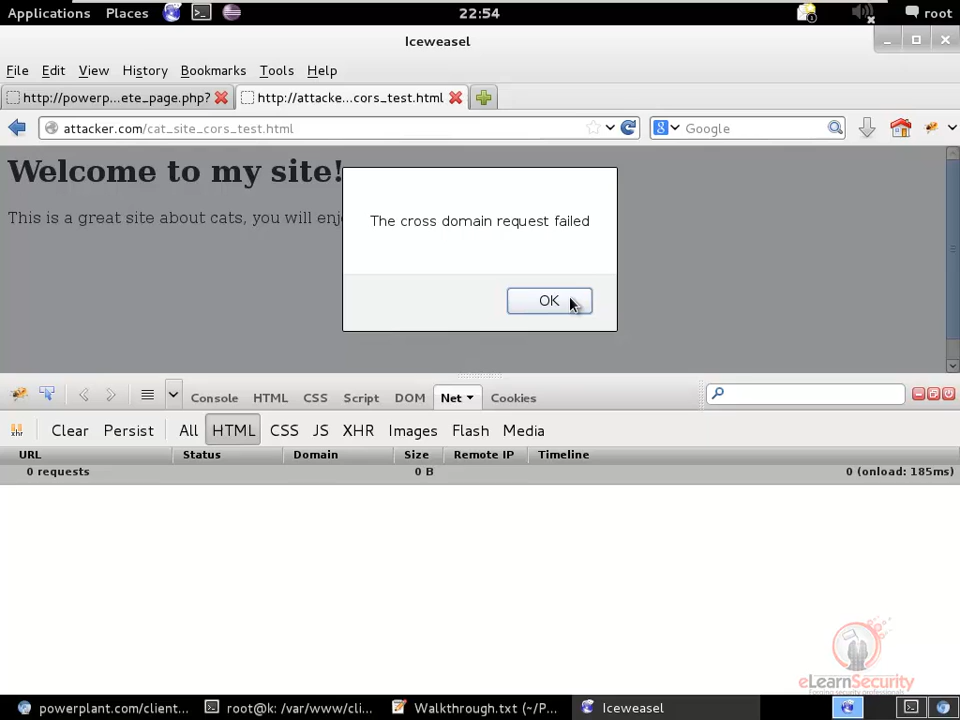 Applications Places 22:54 root
Iceweasel
File Edit View History Bookmarks Tools Help
http://powerp...ete_page.php? http://attacke...cors_test.html
attacker.com/cat_site_cors_test.html Google
Welcome to my site!
This is a great site about cats, you will enj
The cross domain request failed
OK
Console HTML CSS Script DOM Net Cookies
Clear Persist All HTML CSS JS XHR Images Flash Media
URL Status Domain Size Remote IP Timeline
0 requests 0 B 0 (onload: 185ms)
eLearnSecurity
Forging security professionals
powerplant.com/client... root@k: /var/www/cli... Walkthrough.txt (~/P... Iceweasel